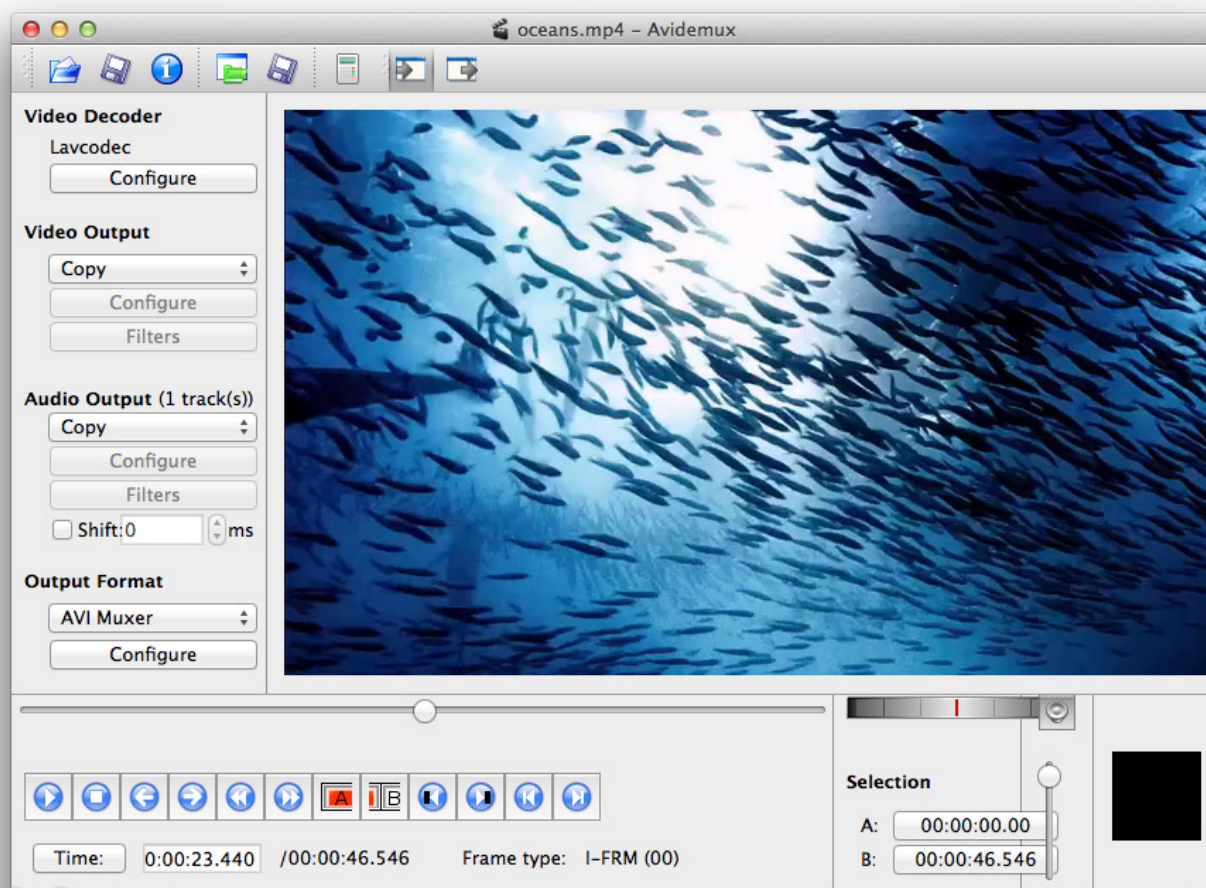 oceans.mp4 – Avidemux
Video Decoder
Lavcodec
Configure
Video Output
Copy
Configure
Filters
Audio Output (1 track(s))
Copy
Configure
Filters
Shift:0 ms
Output Format
AVI Muxer
Configure
A B
Time: 0:00:23.440 /00:00:46.546 Frame type: I-FRM (00)
Selection
A: 00:00:00.00
B: 00:00:46.546